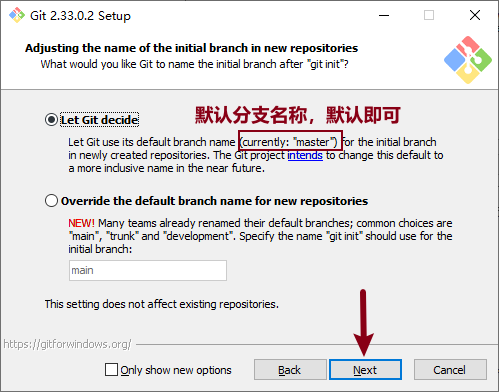 Git 2.33.0.2 Setup
Adjusting the name of the initial branch in new repositories
What would you like Git to name the initial branch after "git init"?
Let Git decide
默认分支名称，默认即可
Let Git use its default branch name (currently: "master") for the initial branch
in newly created repositories. The Git project intends to change this default to
a more inclusive name in the near future.
Override the default branch name for new repositories
NEW! Many teams already renamed their default branches; common choices are
"main", "trunk" and "development". Specify the name "git init" should use for the
initial branch:
main
This setting does not affect existing repositories.
https://gitforwindows.org/
Only show new options
Back
Next
Cancel